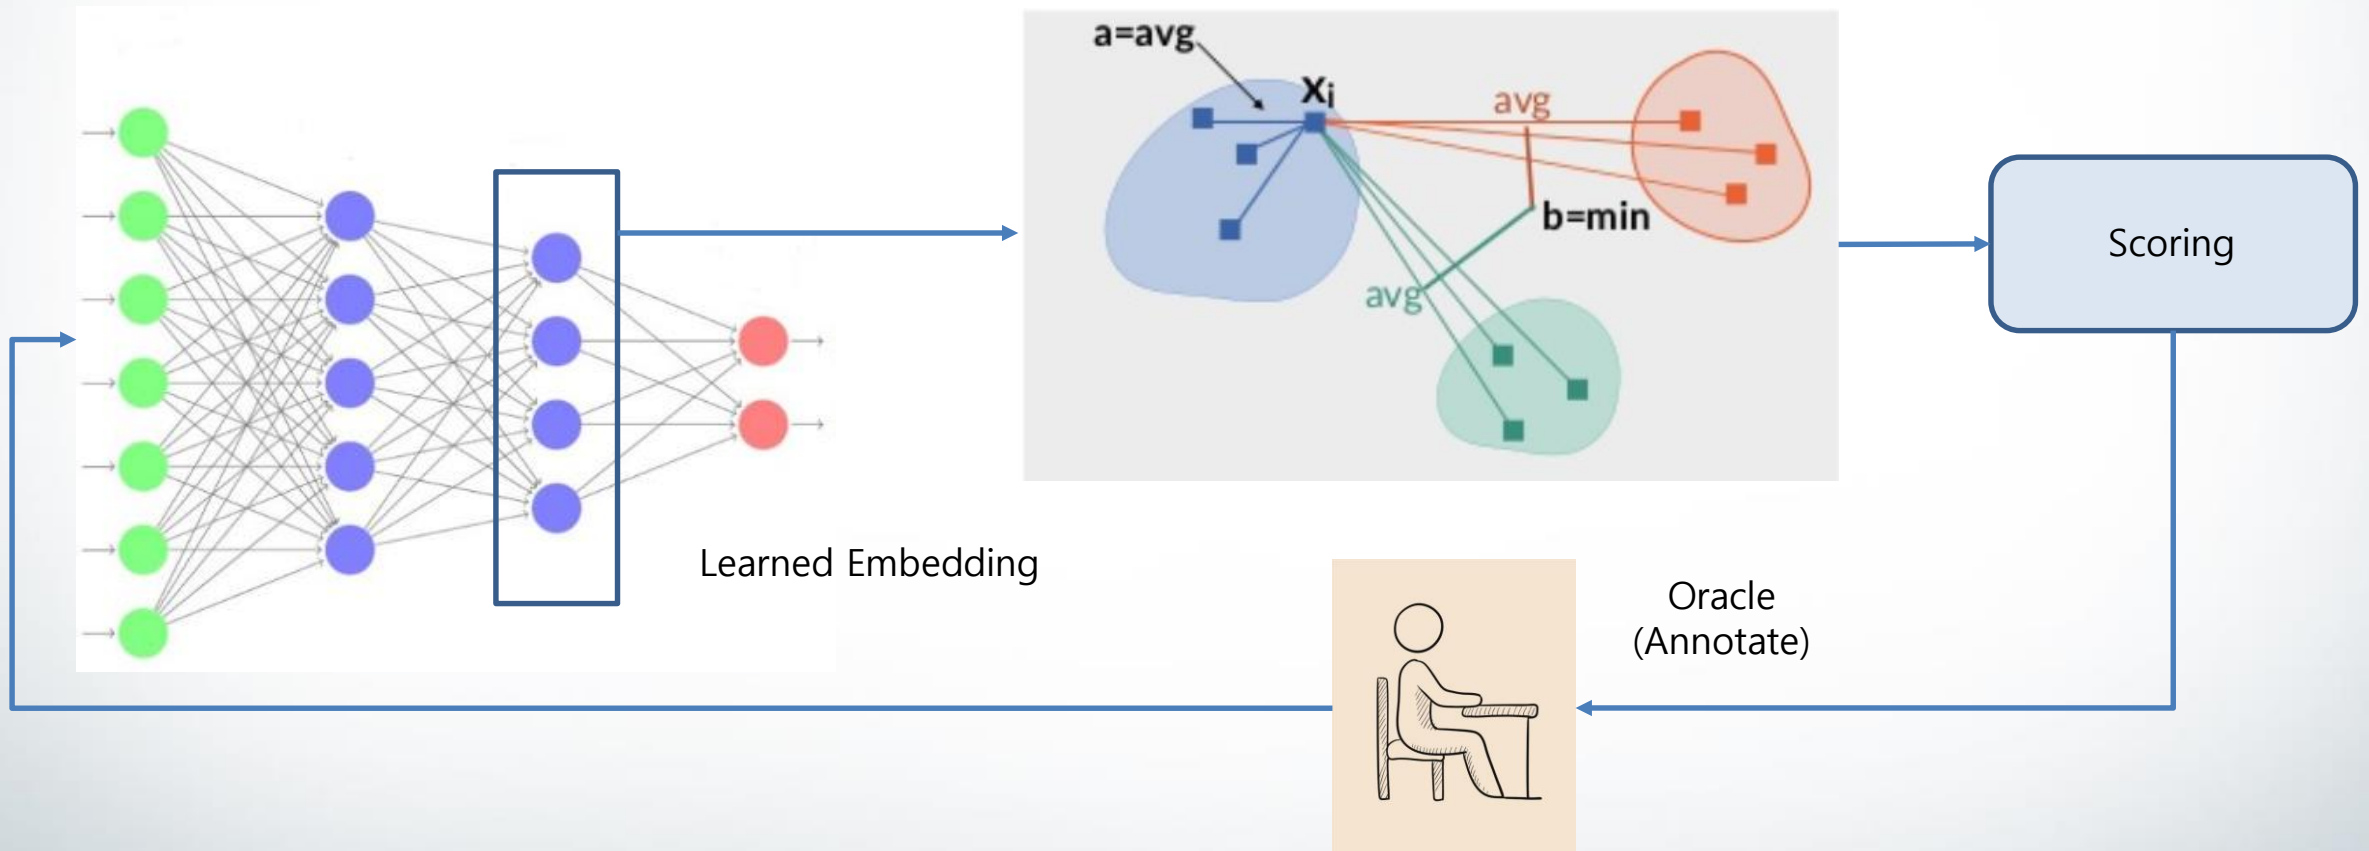 a=avg
Xi
avg
b=min
avg
Scoring
Learned Embedding
Oracle
(Annotate)